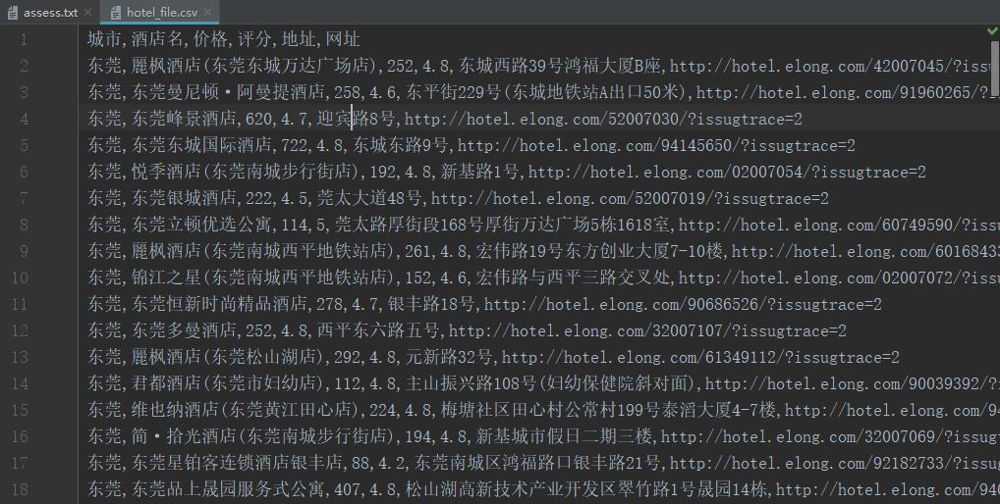 assess.txt hotel_file.csv
1 城市,酒店名,价格,评分,地址,网址
2 东莞,麗枫酒店(东莞东城万达广场店),252,4.8,东城西路39号鸿福大厦B座,http://hotel.elong.com/42007045/?issu
3 东莞,东莞曼尼顿·阿曼提酒店,258,4.6,东平街229号(东城地铁站A出口50米),http://hotel.elong.com/91960265/?i
4 东莞,东莞峰景酒店,620,4.7,迎宾路8号,http://hotel.elong.com/52007030/?issugtrace=2
5 东莞,东莞东城国际酒店,722,4.8,东城东路9号,http://hotel.elong.com/94145650/?issugtrace=2
6 东莞,悦季酒店(东莞南城步行街店),192,4.8,新基路1号,http://hotel.elong.com/02007054/?issugtrace=2
7 东莞,东莞银城酒店,222,4.5,莞太大道48号,http://hotel.elong.com/52007019/?issugtrace=2
8 东莞,东莞立顿优选公寓,114,5,莞太路厚街段168号厚街万达广场5栋1618室,http://hotel.elong.com/60749590/?issu
9 东莞,麗枫酒店(东莞南城西平地铁站店),261,4.8,宏伟路19号东方创业大厦7-10楼,http://hotel.elong.com/6016843
10 东莞,锦江之星(东莞南城西平地铁站店),152,4.6,宏伟路与西平三路交叉处,http://hotel.elong.com/02007072/?issug
11 东莞,东莞恒新时尚精品酒店,278,4.7,银丰路18号,http://hotel.elong.com/90686526/?issugtrace=2
12 东莞,东莞多曼酒店,252,4.8,西平东六路五号,http://hotel.elong.com/32007107/?issugtrace=2
13 东莞,麗枫酒店(东莞松山湖店),292,4.8,元新路32号,http://hotel.elong.com/61349112/?issugtrace=2
14 东莞,君都酒店(东莞市妇幼店),112,4.8,主山振兴路108号(妇幼保健院斜对面),http://hotel.elong.com/90039392/?i
15 东莞,维也纳酒店(东莞黄江田心店),224,4.8,梅塘社区田心村公常村199号泰滔大厦4-7楼,http://hotel.elong.com/94
16 东莞,简·拾光酒店(东莞南城步行街店),194,4.8,新基城市假日二期三楼,http://hotel.elong.com/32007069/?issugt
17 东莞,东莞星铂客连锁酒店银丰店,88,4.2,东莞南城区鸿福路口银丰路21号,http://hotel.elong.com/92182733/?issugt
18 东莞,东莞品上晟园服务式公寓,407,4.8,松山湖高新技术产业开发区翠竹路1号晟园14栋,http://hotel.elong.com/940